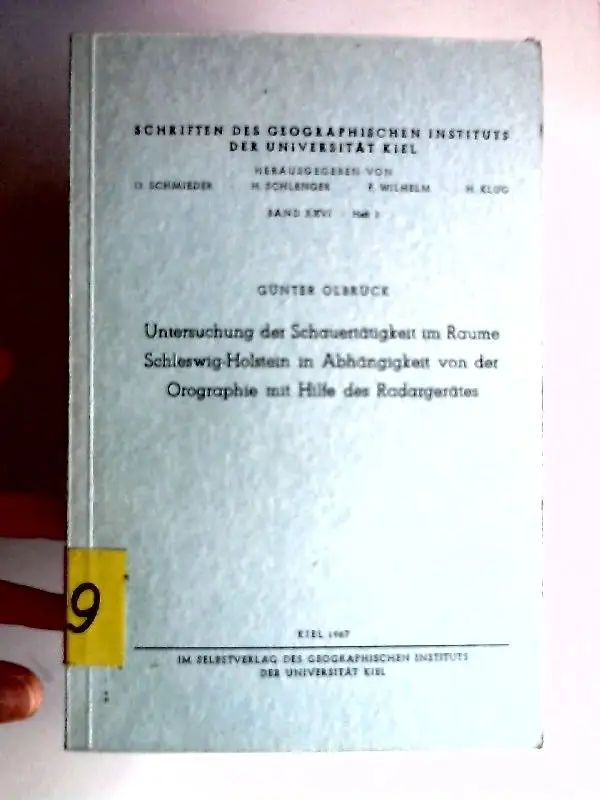 SCHRIFTEN DES GEOGRAPHISCHEN INSTITUTS
DER UNIVERSITÄT KIEL
HERAUSGEGEBEN VON
O. SCHMIEDER · H. SCHLENGER · F. WILHELM · H. KLUG
BAND XXVI · Heft 3
GÜNTER OLBRÜCK
Untersuchung der Schauertätigkeit im Raume
Schleswig-Holstein in Abhängigkeit von der
Orographie mit Hilfe des Radargerätes
KIEL 1967
IM SELBSTVERLAG DES GEOGRAPHISCHEN INSTITUTS
DER UNIVERSITÄT KIEL
9